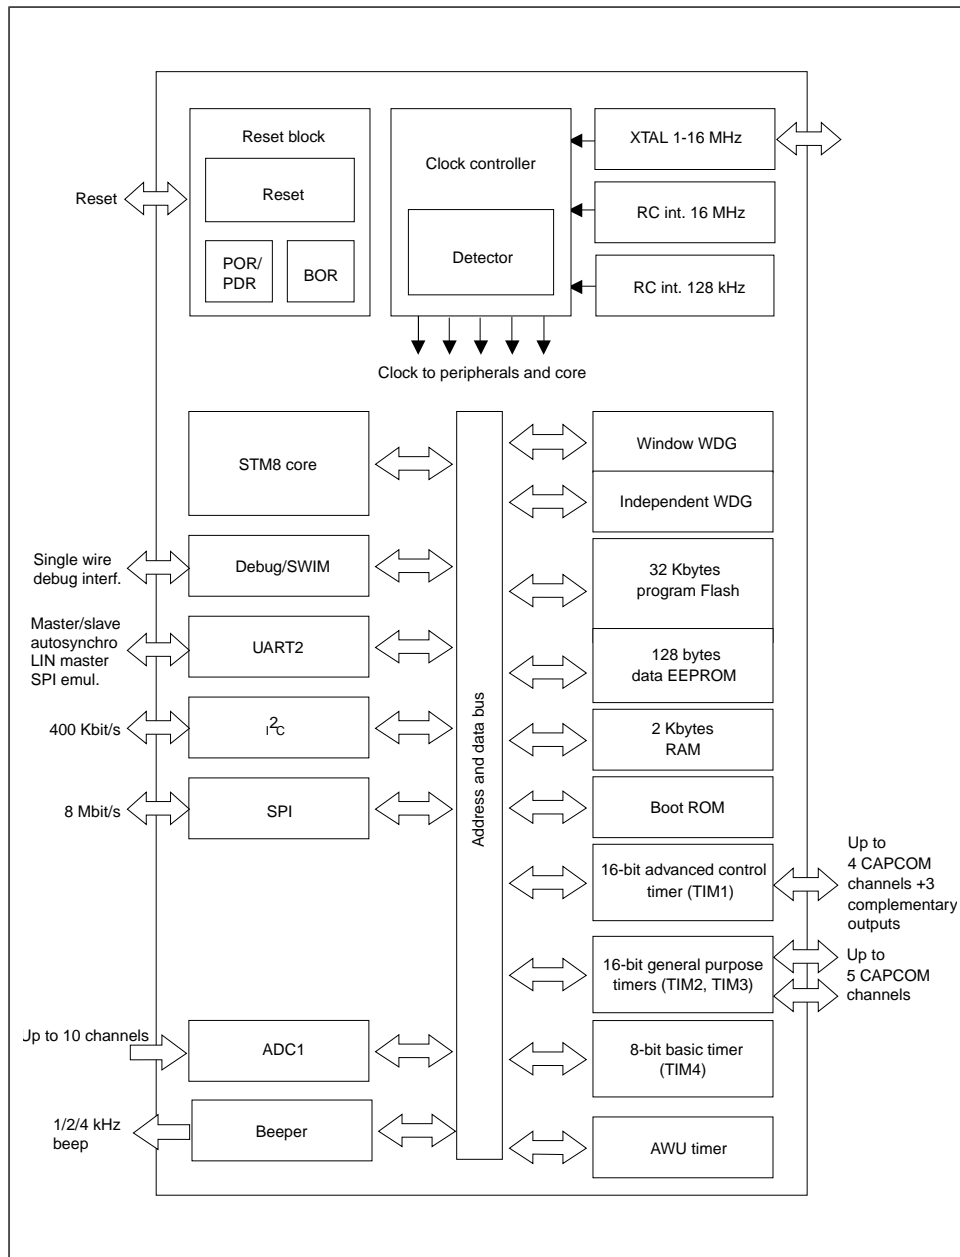 Reset block
Reset
POR/
PDR
BOR
Reset
Clock controller
Detector
XTAL 1-16 MHz
RC int. 16 MHz
RC int. 128 kHz
Clock to peripherals and core
STM8 core
Single wire
debug interf.
Debug/SWIM
Master/slave
autosynchro
LIN master
SPI emul.
UART2
400 Kbit/s
I2C
8 Mbit/s
SPI
Up to 10 channels
ADC1
1/2/4 kHz
beep
Beeper
Address and data bus
Window WDG
Independent WDG
32 Kbytes
program Flash
128 bytes
data EEPROM
2 Kbytes
RAM
Boot ROM
16-bit advanced control
timer (TIM1)
Up to
4 CAPCOM
channels +3
complementary
outputs
16-bit general purpose
timers (TIM2, TIM3)
Up to
5 CAPCOM
channels
8-bit basic timer
(TIM4)
AWU timer